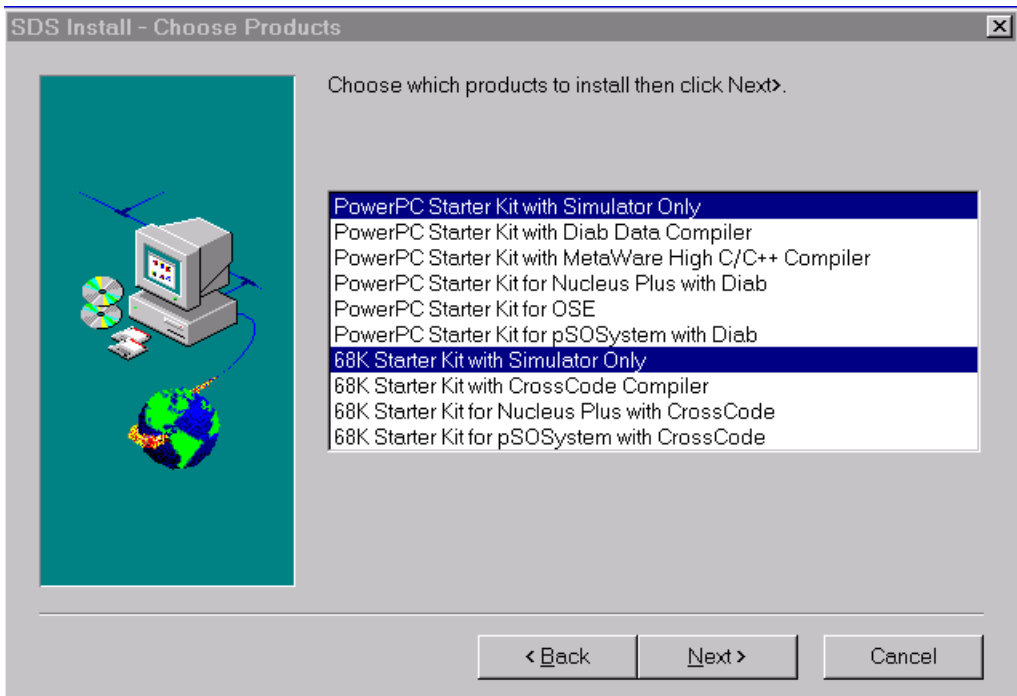 SDS Install - Choose Products
Choose which products to install then click Next>.
PowerPC Starter Kit with Simulator Only
PowerPC Starter Kit with Diab Data Compiler
PowerPC Starter Kit with MetaWare High C/C++ Compiler
PowerPC Starter Kit for Nucleus Plus with Diab
PowerPC Starter Kit for OSE
PowerPC Starter Kit for pSOSystem with Diab
68K Starter Kit with Simulator Only
68K Starter Kit with CrossCode Compiler
68K Starter Kit for Nucleus Plus with CrossCode
68K Starter Kit for pSOSystem with CrossCode
< Back Next > Cancel